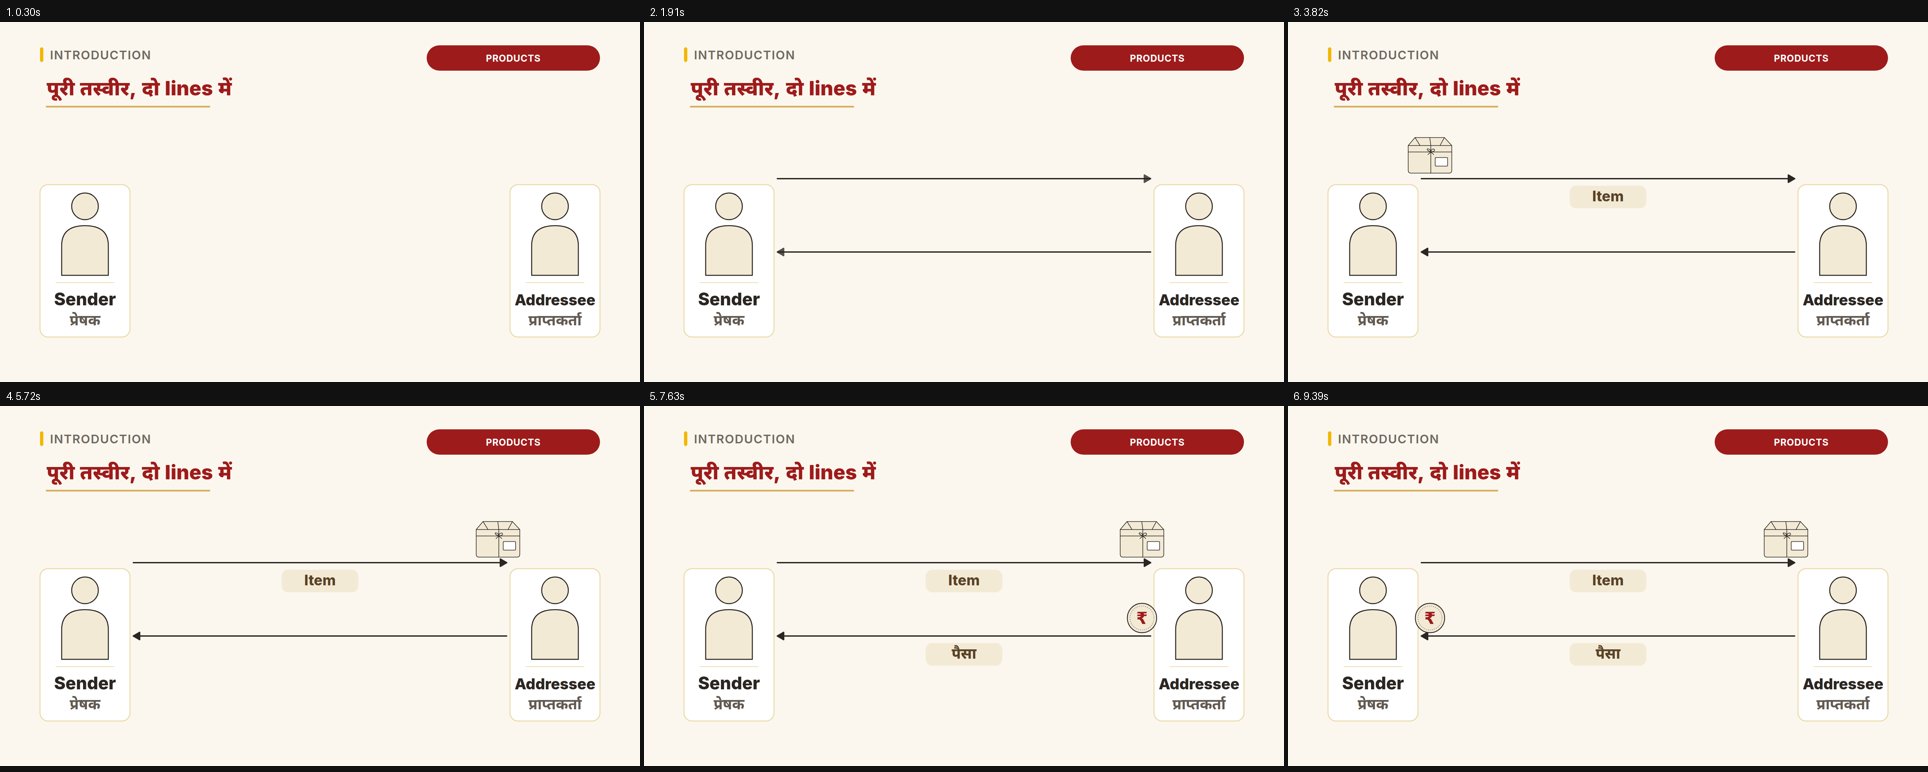 1. 0.30s
INTRODUCTION
PRODUCTS
पूरी तस्वीर, दो lines में
Sender
प्रेषक
Addressee
प्राप्तकर्ता
2. 1.91s
INTRODUCTION
PRODUCTS
पूरी तस्वीर, दो lines में
Sender
प्रेषक
Addressee
प्राप्तकर्ता
3. 3.82s
INTRODUCTION
PRODUCTS
पूरी तस्वीर, दो lines में
Item
Sender
प्रेषक
Addressee
प्राप्तकर्ता
4. 5.72s
INTRODUCTION
PRODUCTS
पूरी तस्वीर, दो lines में
Item
Sender
प्रेषक
Addressee
प्राप्तकर्ता
5. 7.63s
INTRODUCTION
PRODUCTS
पूरी तस्वीर, दो lines में
Item
₹
पैसा
Sender
प्रेषक
Addressee
प्राप्तकर्ता
6. 9.39s
INTRODUCTION
PRODUCTS
पूरी तस्वीर, दो lines में
Item
₹
पैसा
Sender
प्रेषक
Addressee
प्राप्तकर्ता